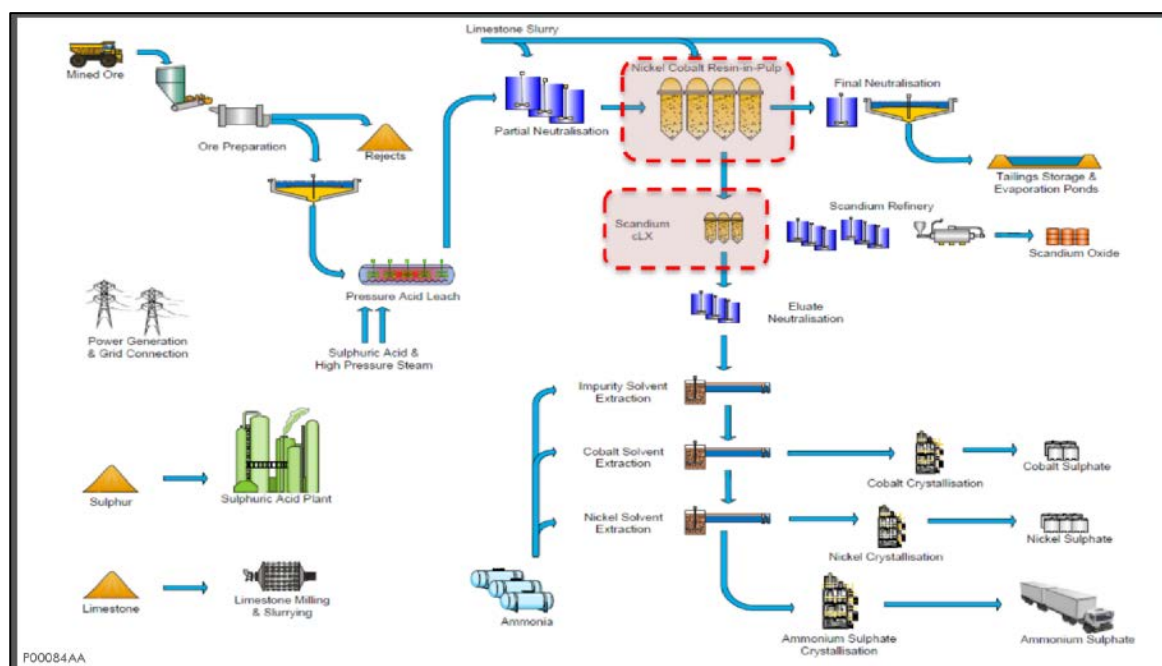 Limestone Slurry
Mined Ore
Nickel Cobalt Resin-in-Pulp
Final Neutralisation
Partial Neutralisation
Ore Preparation
Rejects
Tailings Storage &
Evaporation Ponds
Scandium
cLX
Scandium Refinery
Scandium Oxide
Pressure Acid Leach
Eluate
Neutralisation
Power Generation
& Grid Connection
Sulphuric Acid &
High Pressure Steam
Impurity Solvent
Extraction
Cobalt Solvent
Extraction
Cobalt Crystallisation
Cobalt Sulphate
Sulphur
Sulphuric Acid Plant
Nickel Solvent
Extraction
Nickel Crystallisation
Nickel Sulphate
Limestone
Limestone Milling
& Slurrying
Ammonia
Ammonium Sulphate
Crystallisation
Ammonium Sulphate
P00084AA